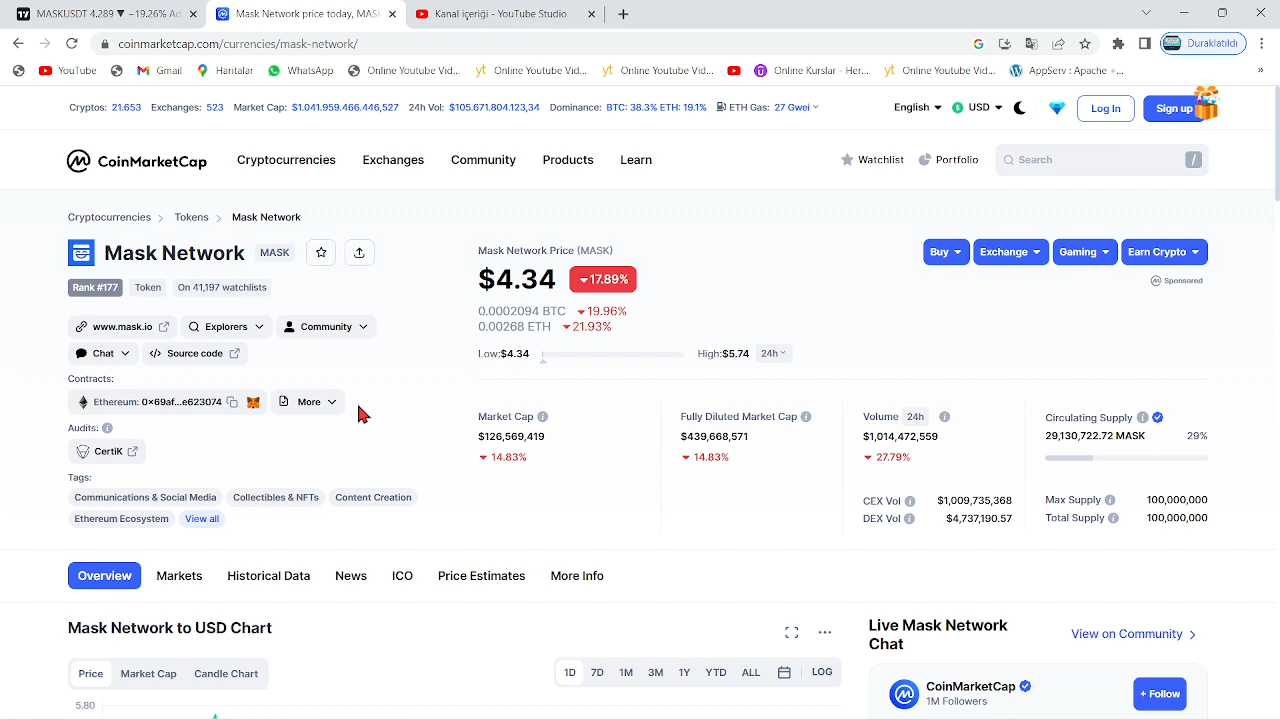 MASKUSDT 4.289 ▼ −19.26% Ad
Mask Network price today, MAS
Kanal içeriği - YouTube Studio
coinmarketcap.com/currencies/mask-network/
Duraklatıldı
YouTube
Gmail
Haritalar
WhatsApp
Online Youtube Vid...
Online Youtube Vid...
Online Youtube Vid...
Online Kurslar - Her...
Online Youtube Vid...
AppServ : Apache +...
»
Cryptos: 21.653 Exchanges: 523 Market Cap: $1.041.959.466.446,527 24h Vol: $105.671.804.123,34 Dominance: BTC: 38.3% ETH: 19.1% ETH Gas: 27 Gwei
English USD Log In Sign up
CoinMarketCap Cryptocurrencies Exchanges Community Products Learn Watchlist Portfolio Search /
Cryptocurrencies > Tokens > Mask Network
Mask Network MASK
Rank #177 Token On 41,197 watchlists
www.mask.io Explorers Community
Chat Source code
Contracts:
Ethereum: 0x69af...e623074 More
Audits:
CertiK
Tags:
Communications & Social Media Collectibles & NFTs Content Creation
Ethereum Ecosystem View all
Mask Network Price (MASK)
$4.34 17.89%
0.0002094 BTC 19.96%
0.00268 ETH 21.93%
Low:$4.34 High:$5.74 24h
Buy Exchange Gaming Earn Crypto
Sponsored
Market Cap
$126,569,419
14.83%
Fully Diluted Market Cap
$439,668,571
14.83%
Volume 24h
$1,014,472,559
27.79%
CEX Vol $1,009,735,368
DEX Vol $4,737,190.57
Circulating Supply
29,130,722.72 MASK 29%
Max Supply 100,000,000
Total Supply 100,000,000
Overview Markets Historical Data News ICO Price Estimates More Info
Mask Network to USD Chart
Price Market Cap Candle Chart
1D 7D 1M 3M 1Y YTD ALL LOG
5.80
Live Mask Network
Chat
View on Community >
CoinMarketCap
1M Followers
+ Follow